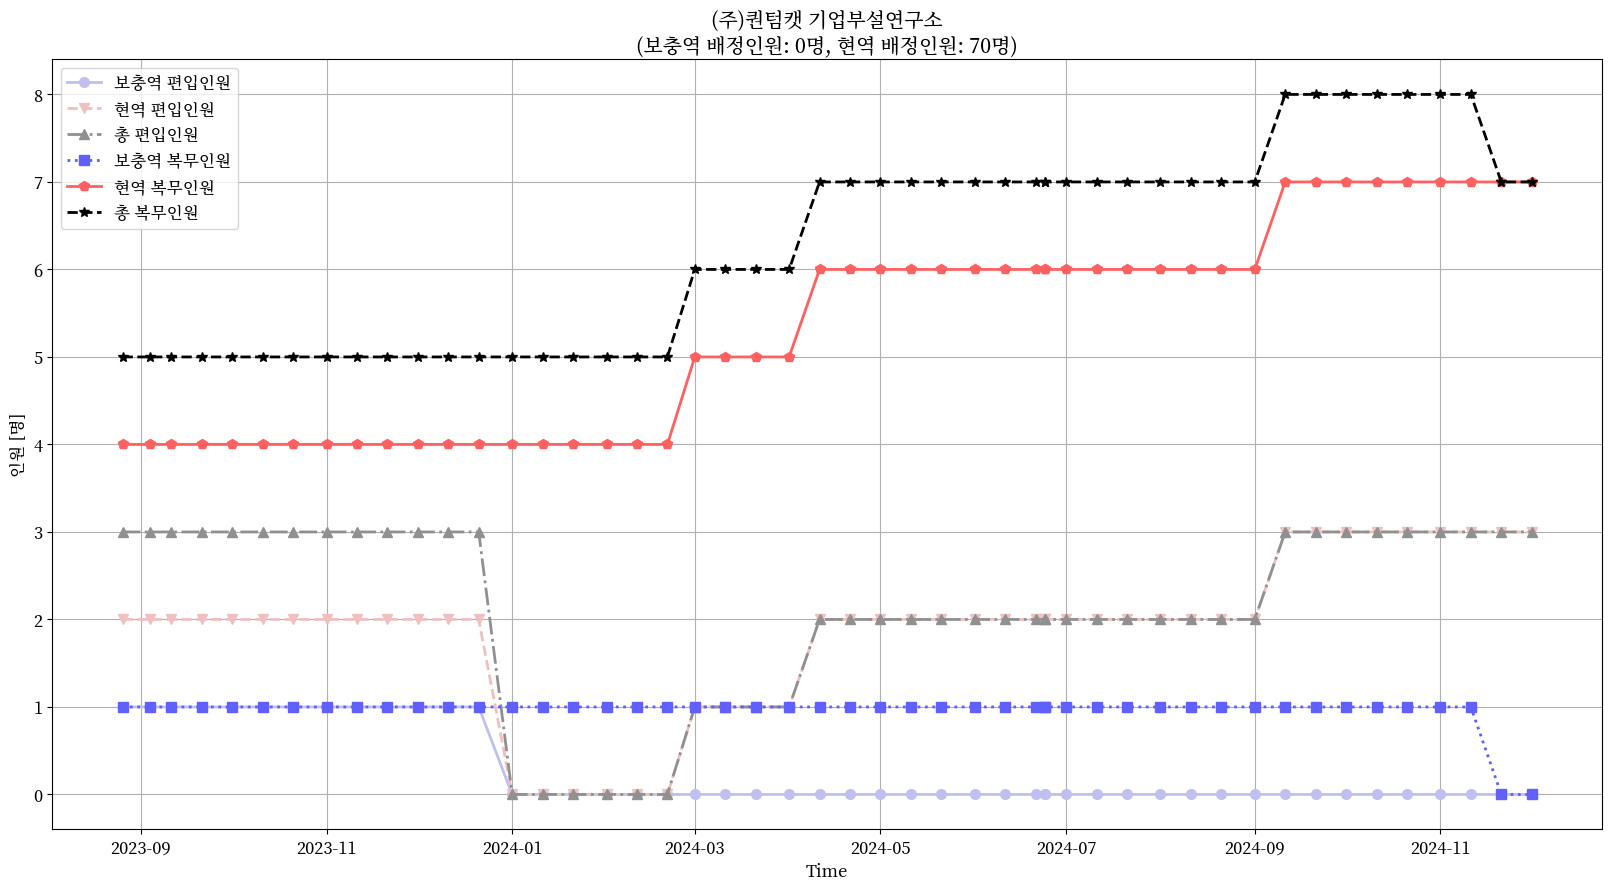 (주)퀀텀캣 기업부설연구소
(보충역 배정인원: 0명, 현역 배정인원: 70명)
보충역 편입인원
현역 편입인원
총 편입인원
보충역 복무인원
현역 복무인원
총 복무인원
인원 [명]
8
7
6
5
4
3
2
1
0
2023-09
2023-11
2024-01
2024-03
2024-05
2024-07
2024-09
2024-11
Time